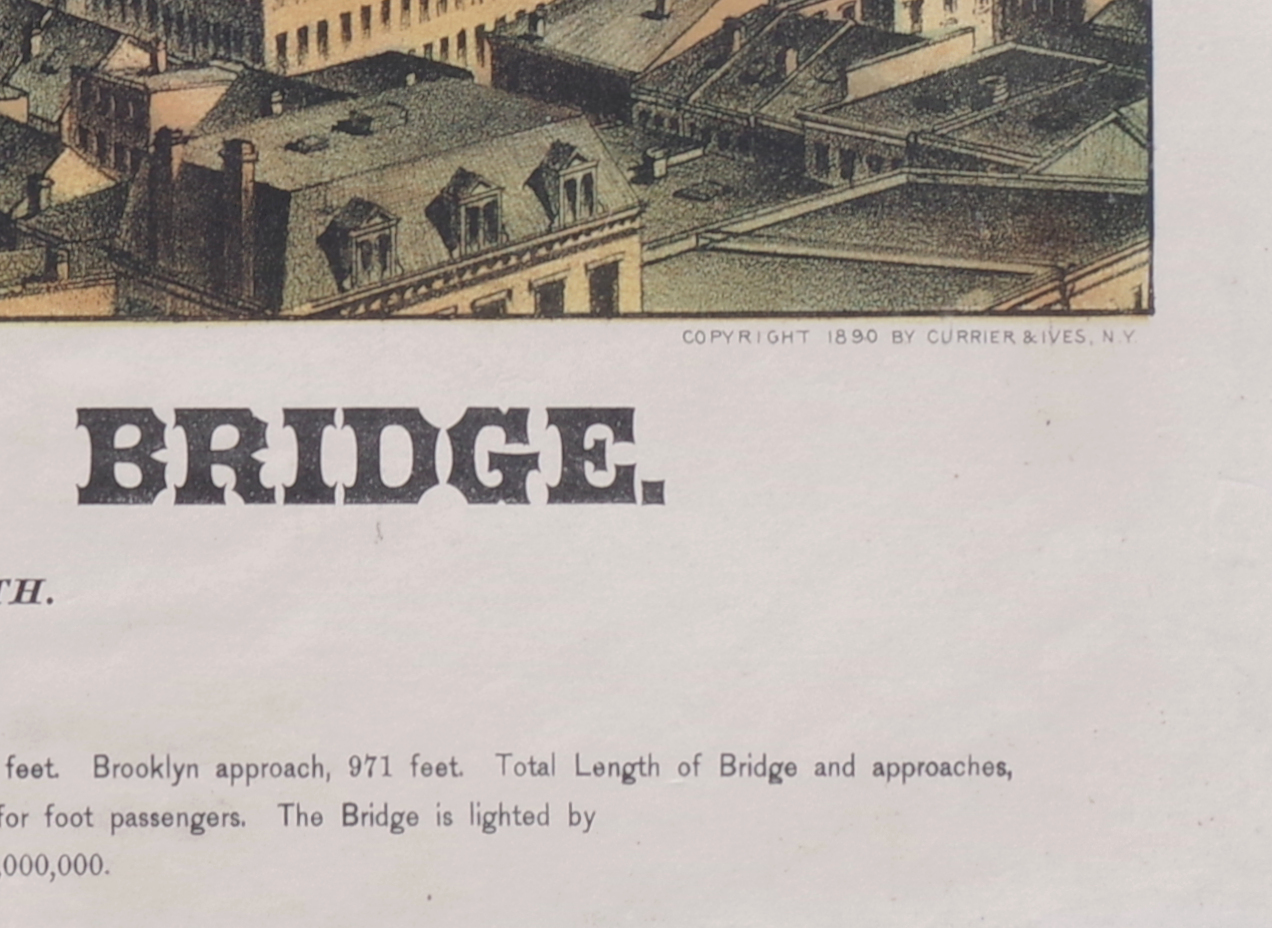 COPYRIGHT 1890 BY CURRIER & IVES, N.Y.
BRIDGE.
TH.
feet. Brooklyn approach, 971 feet. Total Length of Bridge and approaches,
for foot passengers. The Bridge is lighted by
,000,000.